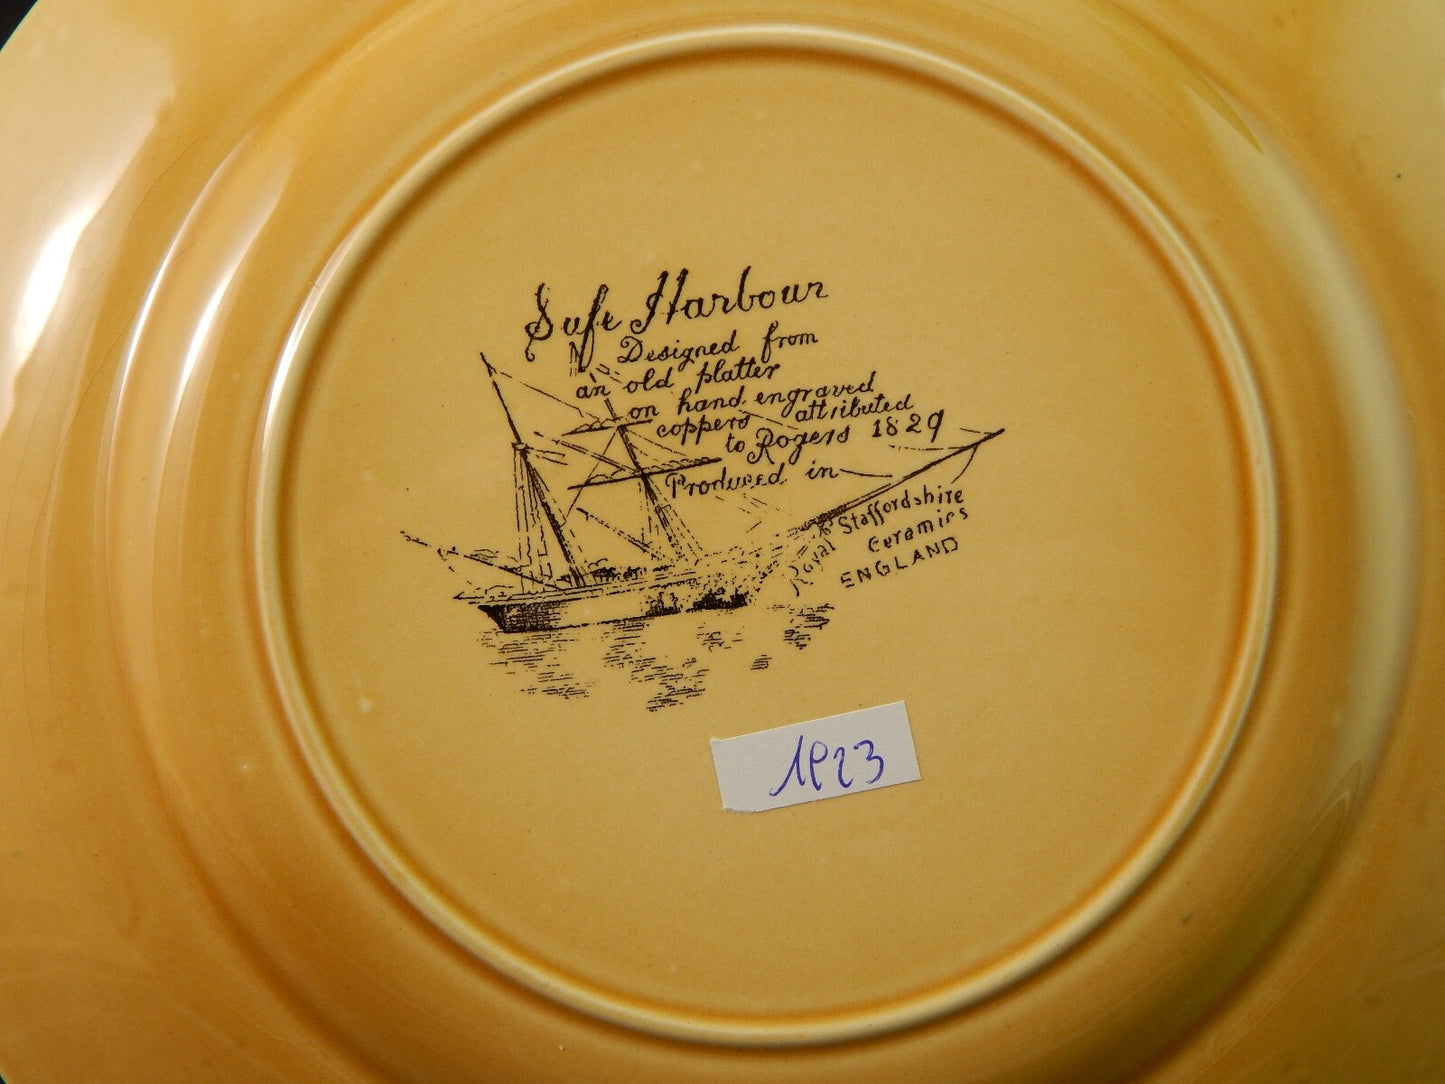 Safe Harbour
Designed from
an old platter
on hand engraved
coppers attributed
to Rogers 1829
Produced in
Royal Staffordshire
Ceramics
ENGLAND
1923